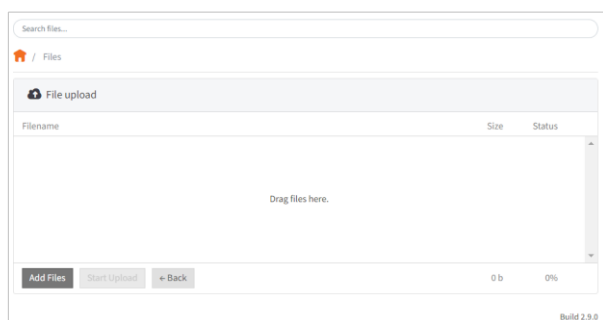 Search files...
/ Files
File upload
Filename Size Status
Drag files here.
Add Files Start Upload ← Back 0 b 0%
Build 2.9.0